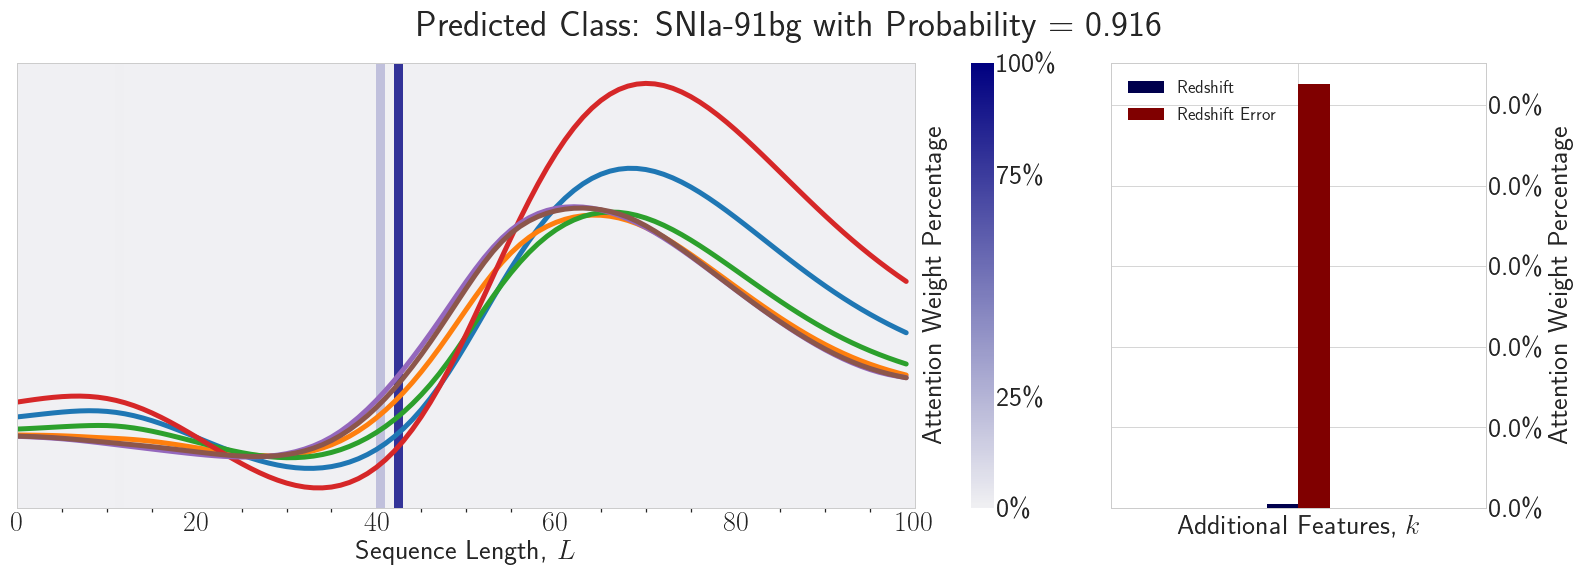 Predicted Class: SNIa-91bg with Probability = 0.916
0 20 40 60 80 100
Sequence Length, L
100%
75%
25%
0%
Attention Weight Percentage
Redshift
Redshift Error
0.0%
0.0%
0.0%
0.0%
0.0%
0.0%
Additional Features, k
Attention Weight Percentage